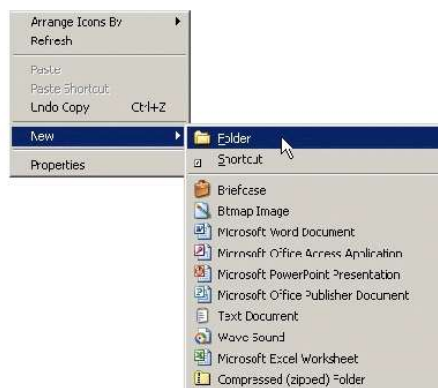 Arrange Icons By
Refresh
Paste
Paste Shortcut
Undo Copy Ctrl+Z
New
Properties
Folder
Shortcut
Briefcase
Bitmap Image
Microsoft Word Document
Microsoft Office Access Application
Microsoft PowerPoint Presentation
Microsoft Office Publisher Document
Text Document
Wave Sound
Microsoft Excel Worksheet
Compressed (zipped) Folder